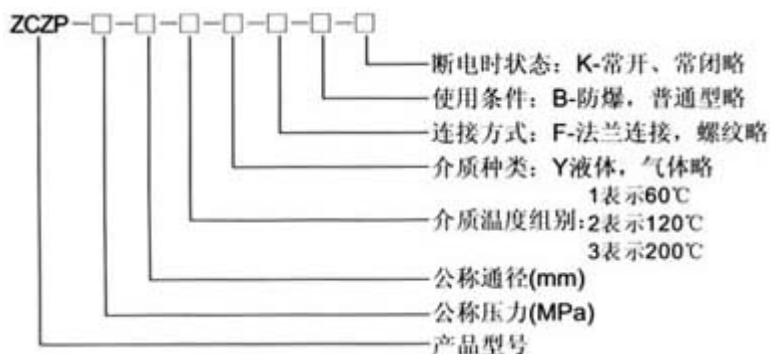 ZCZP-□-□-□-□-□-□-□
断电时状态：K-常开、常闭略
使用条件：B-防爆，普通型略
连接方式：F-法兰连接，螺纹略
介质种类：Y液体，气体略
1表示60℃
介质温度组别:2表示120℃
3表示200℃
公称通径(mm)
公称压力(MPa)
产品型号